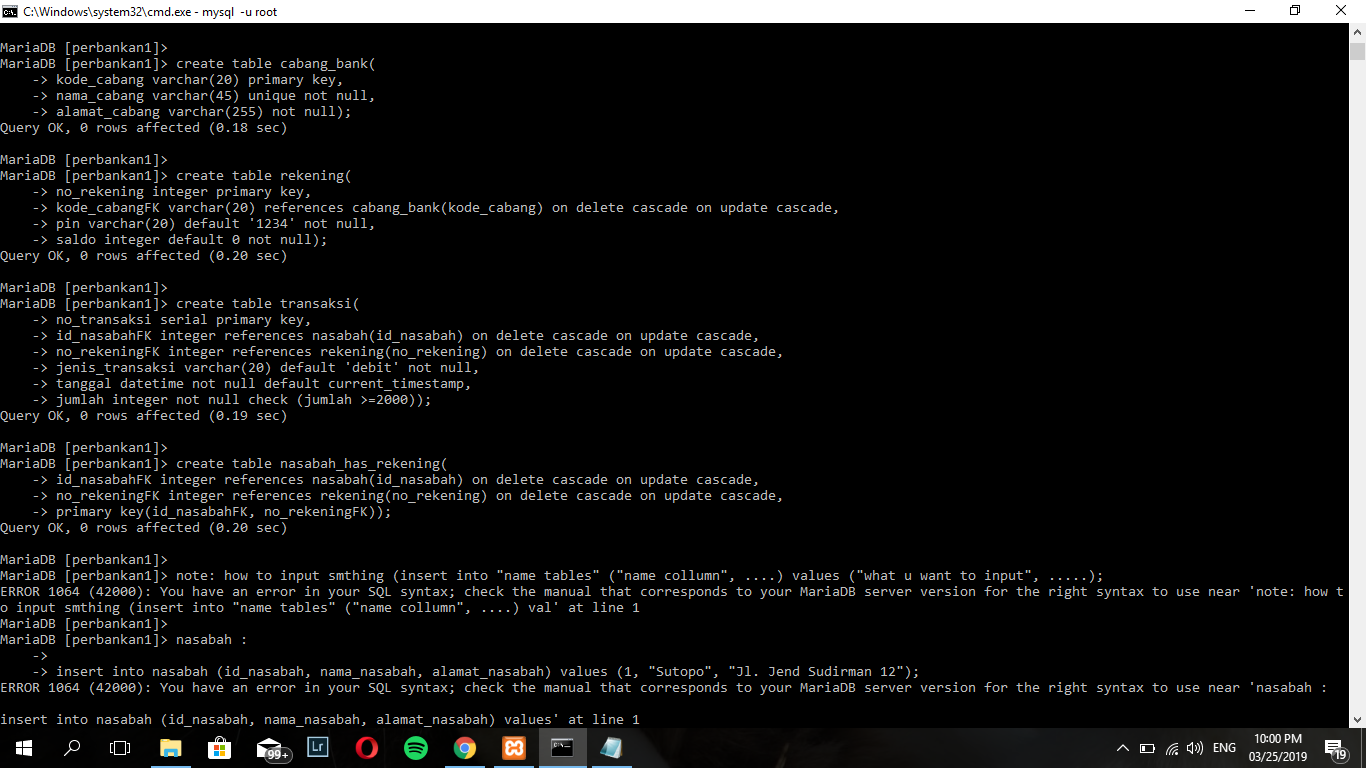 C:\Windows\system32\cmd.exe - mysql  -u root
MariaDB [perbankan1]>
MariaDB [perbankan1]> create table cabang_bank(
    -> kode_cabang varchar(20) primary key,
    -> nama_cabang varchar(45) unique not null,
    -> alamat_cabang varchar(255) not null);
Query OK, 0 rows affected (0.18 sec)
MariaDB [perbankan1]>
MariaDB [perbankan1]> create table rekening(
    -> no_rekening integer primary key,
    -> kode_cabangFK varchar(20) references cabang_bank(kode_cabang) on delete cascade on update cascade,
    -> pin varchar(20) default '1234' not null,
    -> saldo integer default 0 not null);
Query OK, 0 rows affected (0.20 sec)
MariaDB [perbankan1]>
MariaDB [perbankan1]> create table transaksi(
    -> no_transaksi serial primary key,
    -> id_nasabahFK integer references nasabah(id_nasabah) on delete cascade on update cascade,
    -> no_rekeningFK integer references rekening(no_rekening) on delete cascade on update cascade,
    -> jenis_transaksi varchar(20) default 'debit' not null,
    -> tanggal datetime not null default current_timestamp,
    -> jumlah integer not null check (jumlah >=2000));
Query OK, 0 rows affected (0.19 sec)
MariaDB [perbankan1]>
MariaDB [perbankan1]> create table nasabah_has_rekening(
    -> id_nasabahFK integer references nasabah(id_nasabah) on delete cascade on update cascade,
    -> no_rekeningFK integer references rekening(no_rekening) on delete cascade on update cascade,
    -> primary key(id_nasabahFK, no_rekeningFK));
Query OK, 0 rows affected (0.20 sec)
MariaDB [perbankan1]>
MariaDB [perbankan1]> note: how to input smthing (insert into "name tables" ("name collumn", ....) values ("what u want to input", .....);
ERROR 1064 (42000): You have an error in your SQL syntax; check the manual that corresponds to your MariaDB server version for the right syntax to use near 'note: how t
o input smthing (insert into "name tables" ("name collumn", ....) val' at line 1
MariaDB [perbankan1]>
MariaDB [perbankan1]> nasabah :
    ->
    -> insert into nasabah (id_nasabah, nama_nasabah, alamat_nasabah) values (1, "Sutopo", "Jl. Jend Sudirman 12");
ERROR 1064 (42000): You have an error in your SQL syntax; check the manual that corresponds to your MariaDB server version for the right syntax to use near 'nasabah :
insert into nasabah (id_nasabah, nama_nasabah, alamat_nasabah) values' at line 1
99+
Lr
ENG
10:00 PM
03/25/2019
19